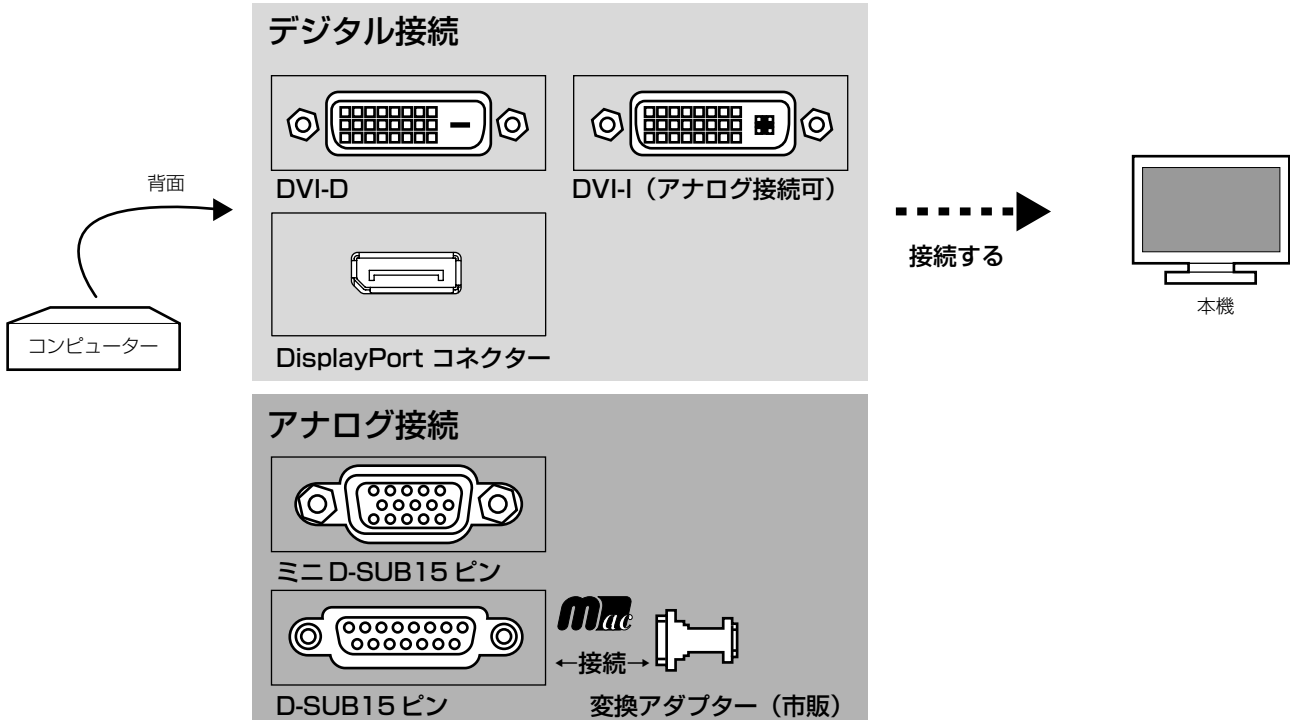 デジタル接続
DVI-D
DVI-I（アナログ接続可）
DisplayPort コネクター
背面
コンピューター
接続する
本機
アナログ接続
ミニ D-SUB15 ピン
Mac
←接続→
D-SUB15 ピン
変換アダプター（市販）